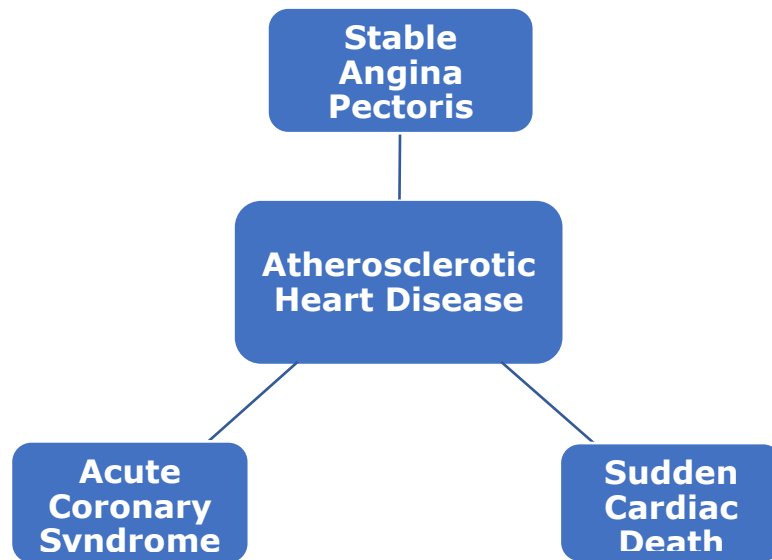 Stable
Angina
Pectoris
Atherosclerotic
Heart Disease
Acute
Coronary
Syndrome
Sudden
Cardiac
Death